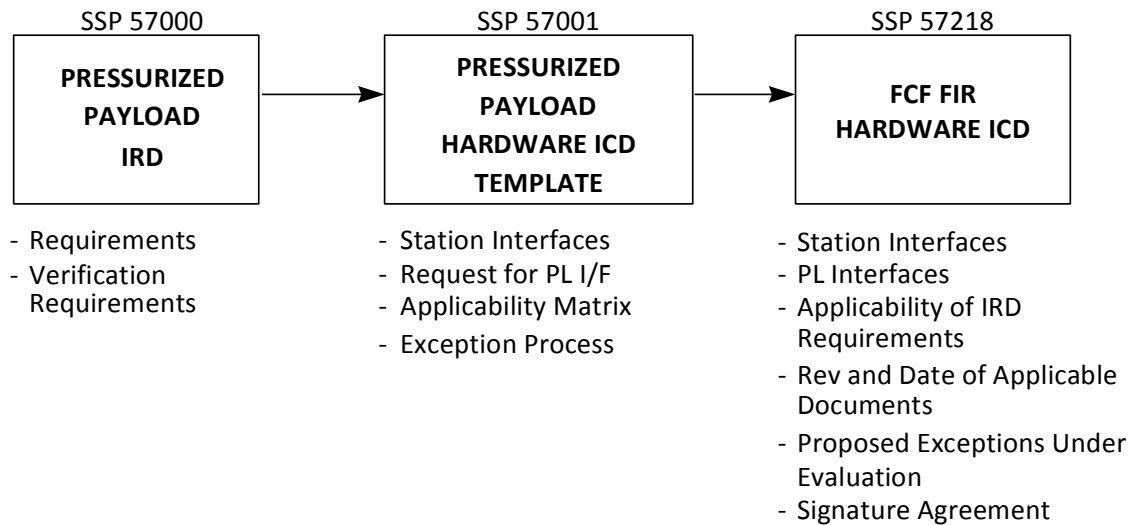 SSP 57000
PRESSURIZED
PAYLOAD
IRD
- Requirements
- Verification
Requirements
SSP 57001
PRESSURIZED
PAYLOAD
HARDWARE ICD
TEMPLATE
- Station Interfaces
- Request for PL I/F
- Applicability Matrix
- Exception Process
SSP 57218
FCF FIR
HARDWARE ICD
- Station Interfaces
- PL Interfaces
- Applicability of IRD
Requirements
- Rev and Date of Applicable
Documents
- Proposed Exceptions Under
Evaluation
- Signature Agreement